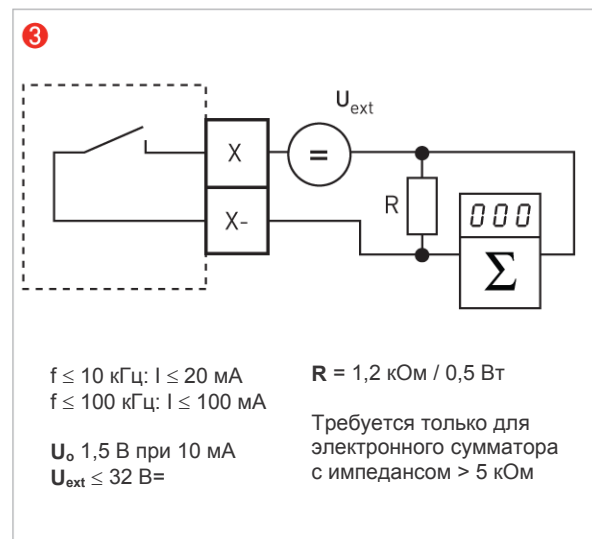 3
U ext
X
=
X-
R
000
Σ
f ≤ 10 кГц: I ≤ 20 мА
f ≤ 100 кГц: I ≤ 100 мА
Uo 1,5 В при 10 мА
Uext ≤ 32 В=
R = 1,2 кОм / 0,5 Вт
Требуется только для
электронного сумматора
с импедансом > 5 кОм